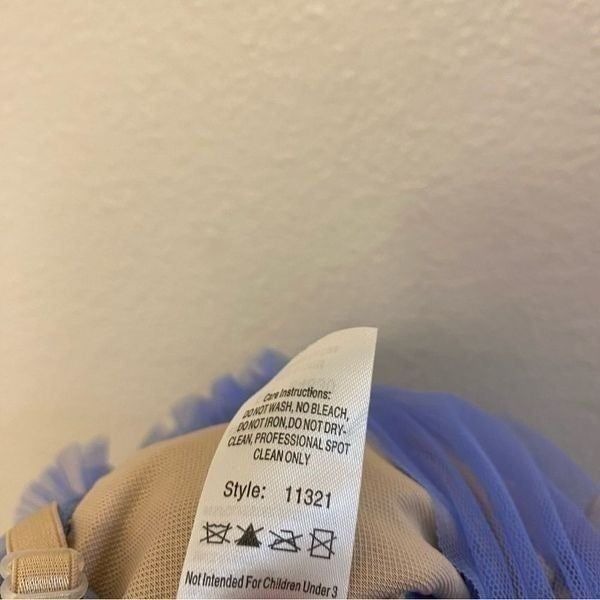 Care Instructions:
DO NOT WASH, NO BLEACH,
DO NOT IRON,DO NOT DRY-
CLEAN, PROFESSIONAL SPOT
CLEAN ONLY
Style: 11321
Not Intended For Children Under 3